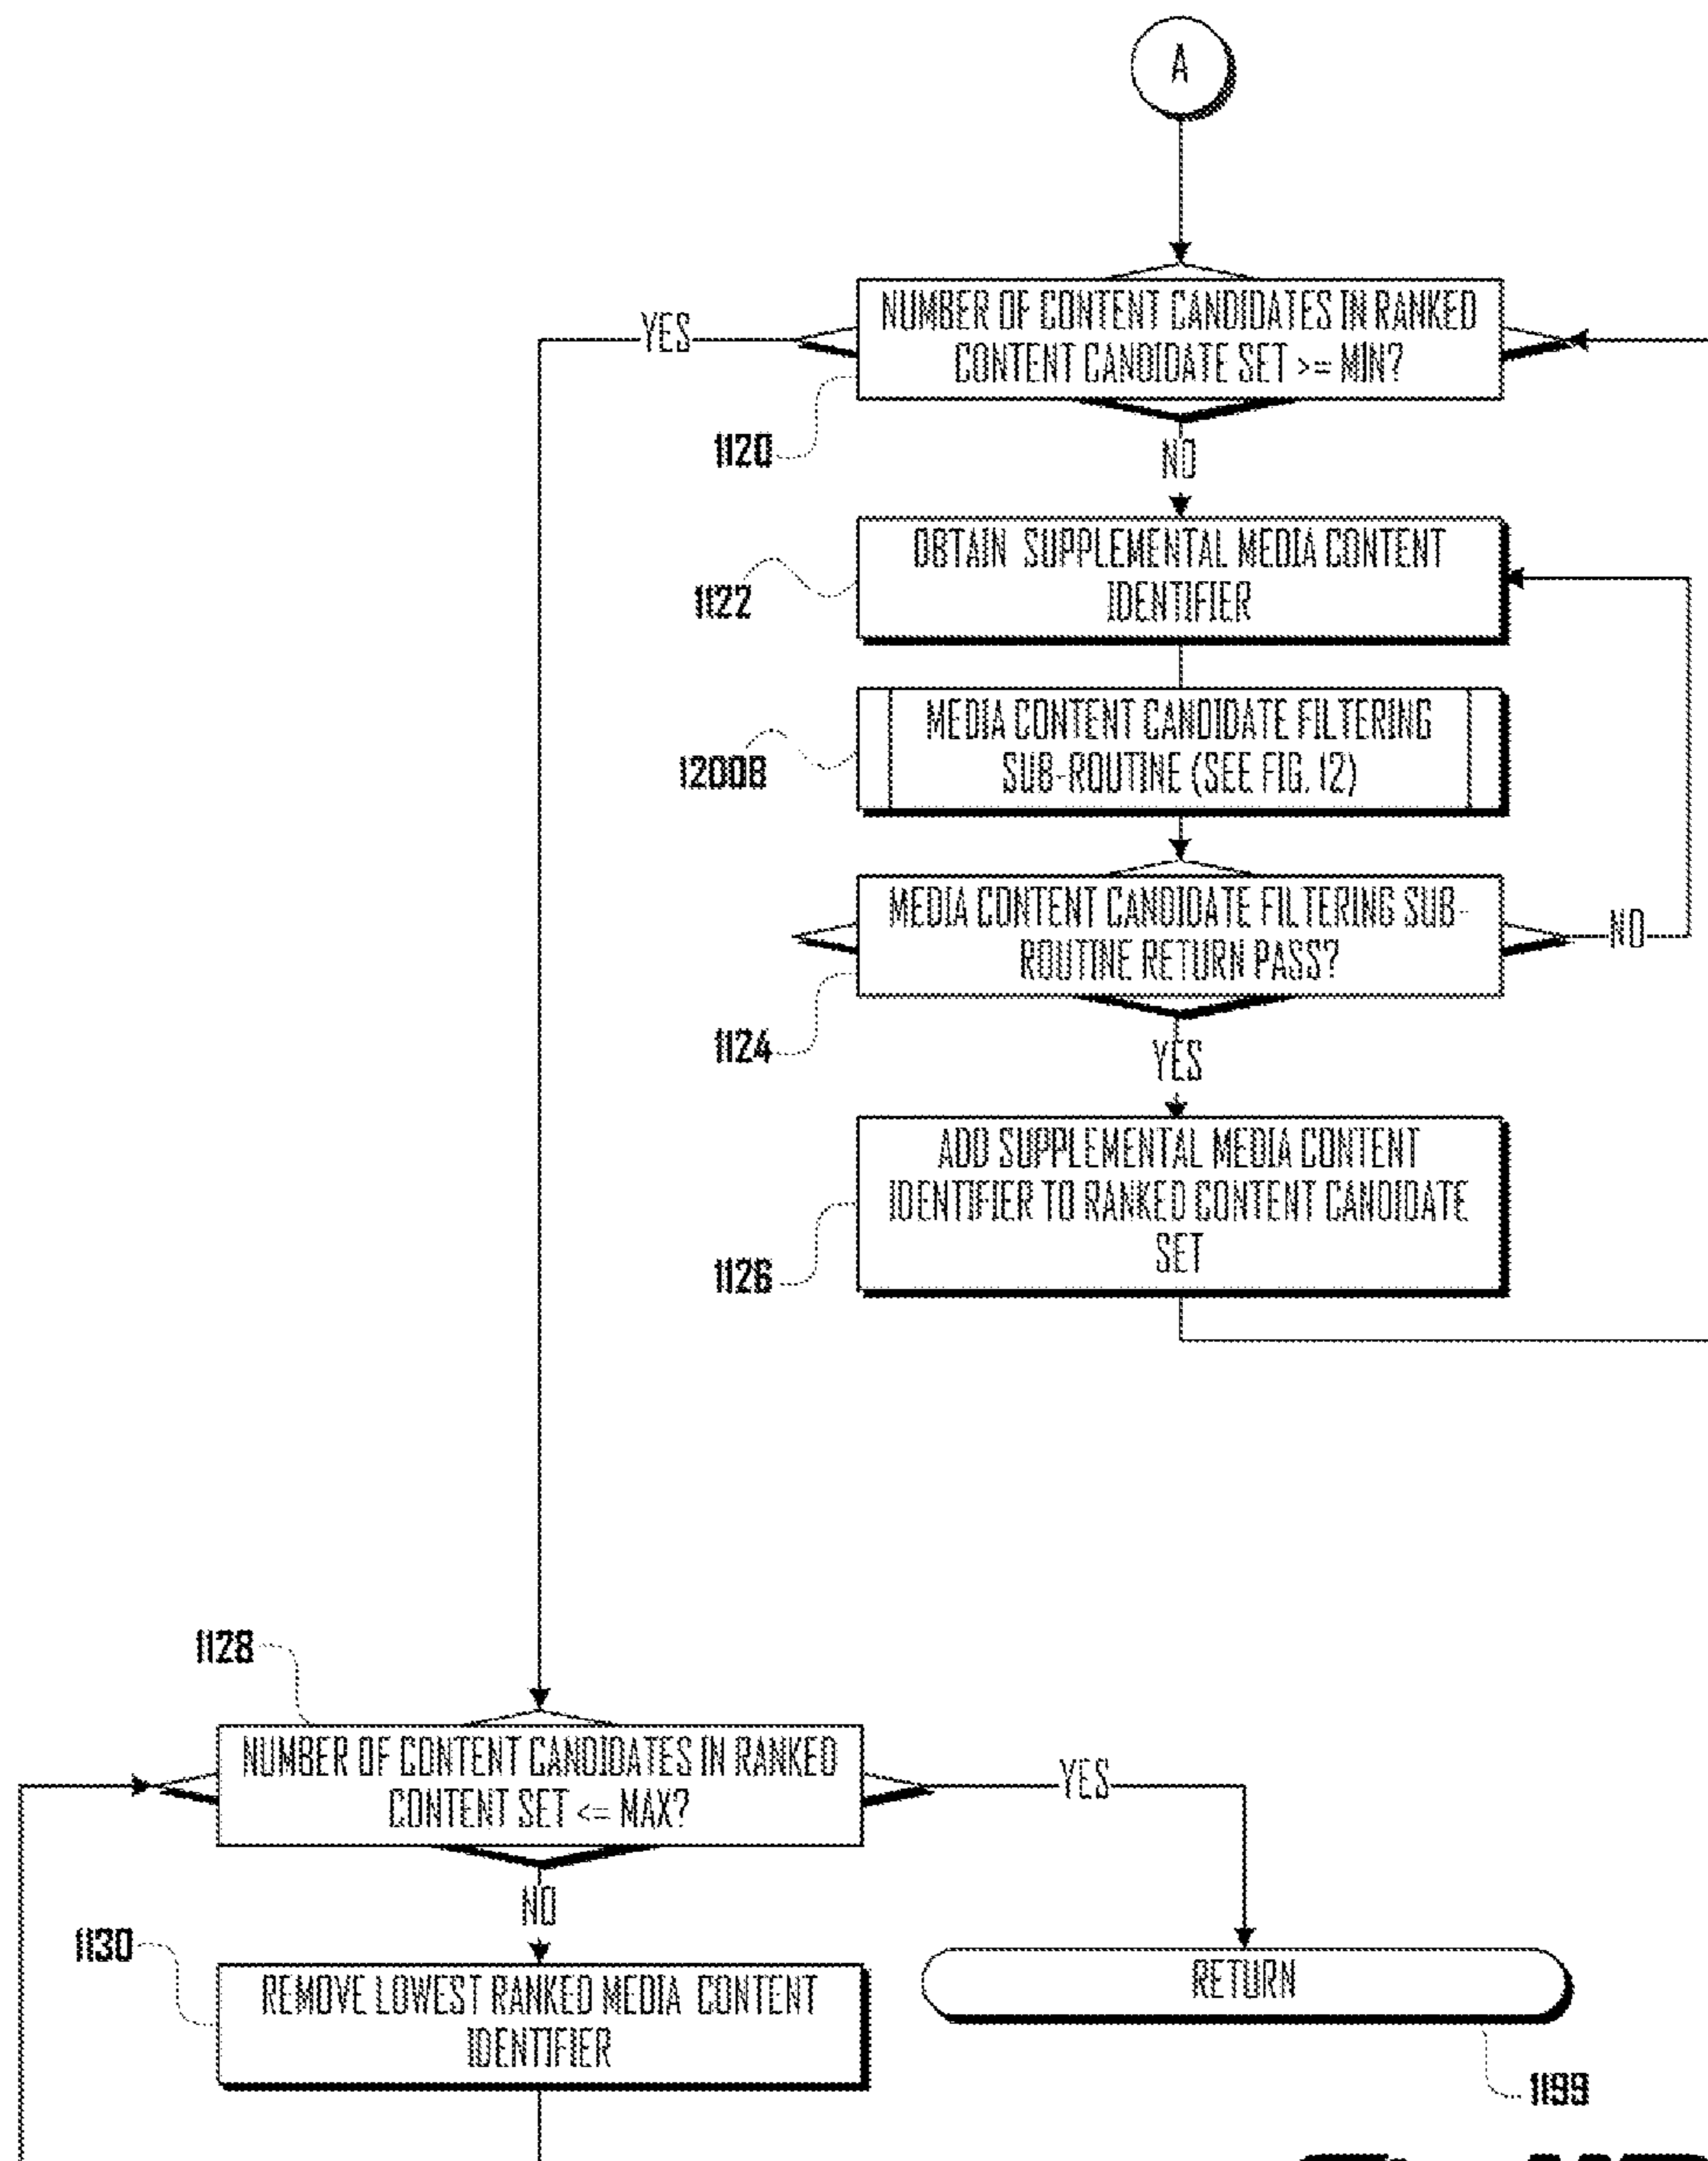 A
NUMBER OF CONTENT CANDIDATES IN RANKED
CONTENT CANDIDATE SET >= MIN?
YES
1120
NO
OBTAIN SUPPLEMENTAL MEDIA CONTENT
IDENTIFIER
1122
MEDIA CONTENT CANDIDATE FILTERING
SUB-ROUTINE (SEE FIG. 12)
1200B
MEDIA CONTENT CANDIDATE FILTERING SUB-
ROUTINE RETURN PASS?
NO
1124
YES
ADD SUPPLEMENTAL MEDIA CONTENT
IDENTIFIER TO RANKED CONTENT CANDIDATE
SET
1126
1128
NUMBER OF CONTENT CANDIDATES IN RANKED
CONTENT SET <= MAX?
YES
NO
1130
REMOVE LOWEST RANKED MEDIA CONTENT
IDENTIFIER
RETURN
1199